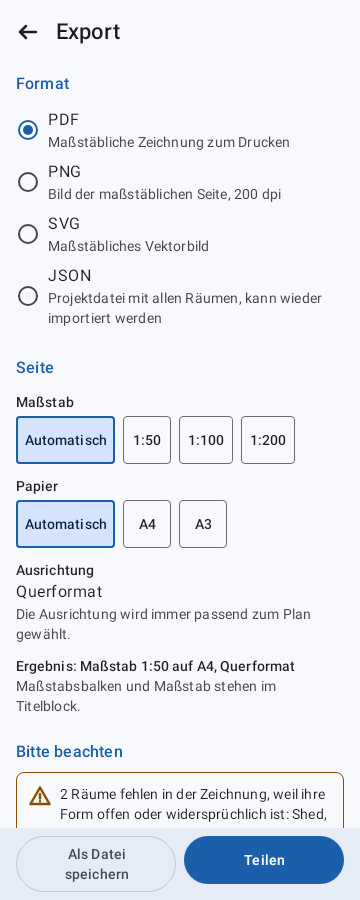 Export
Format
PDF
Maßstäbliche Zeichnung zum Drucken
PNG
Bild der maßstäblichen Seite, 200 dpi
SVG
Maßstäbliches Vektorbild
JSON
Projektdatei mit allen Räumen, kann wieder
importiert werden
Seite
Maßstab
Automatisch 1:50 1:100 1:200
Papier
Automatisch A4 A3
Ausrichtung
Querformat
Die Ausrichtung wird immer passend zum Plan
gewählt.
Ergebnis: Maßstab 1:50 auf A4, Querformat
Maßstabsbalken und Maßstab stehen im
Titelblock.
Bitte beachten
2 Räume fehlen in der Zeichnung, weil ihre
Form offen oder widersprüchlich ist: Shed,
Als Datei
speichern
Teilen